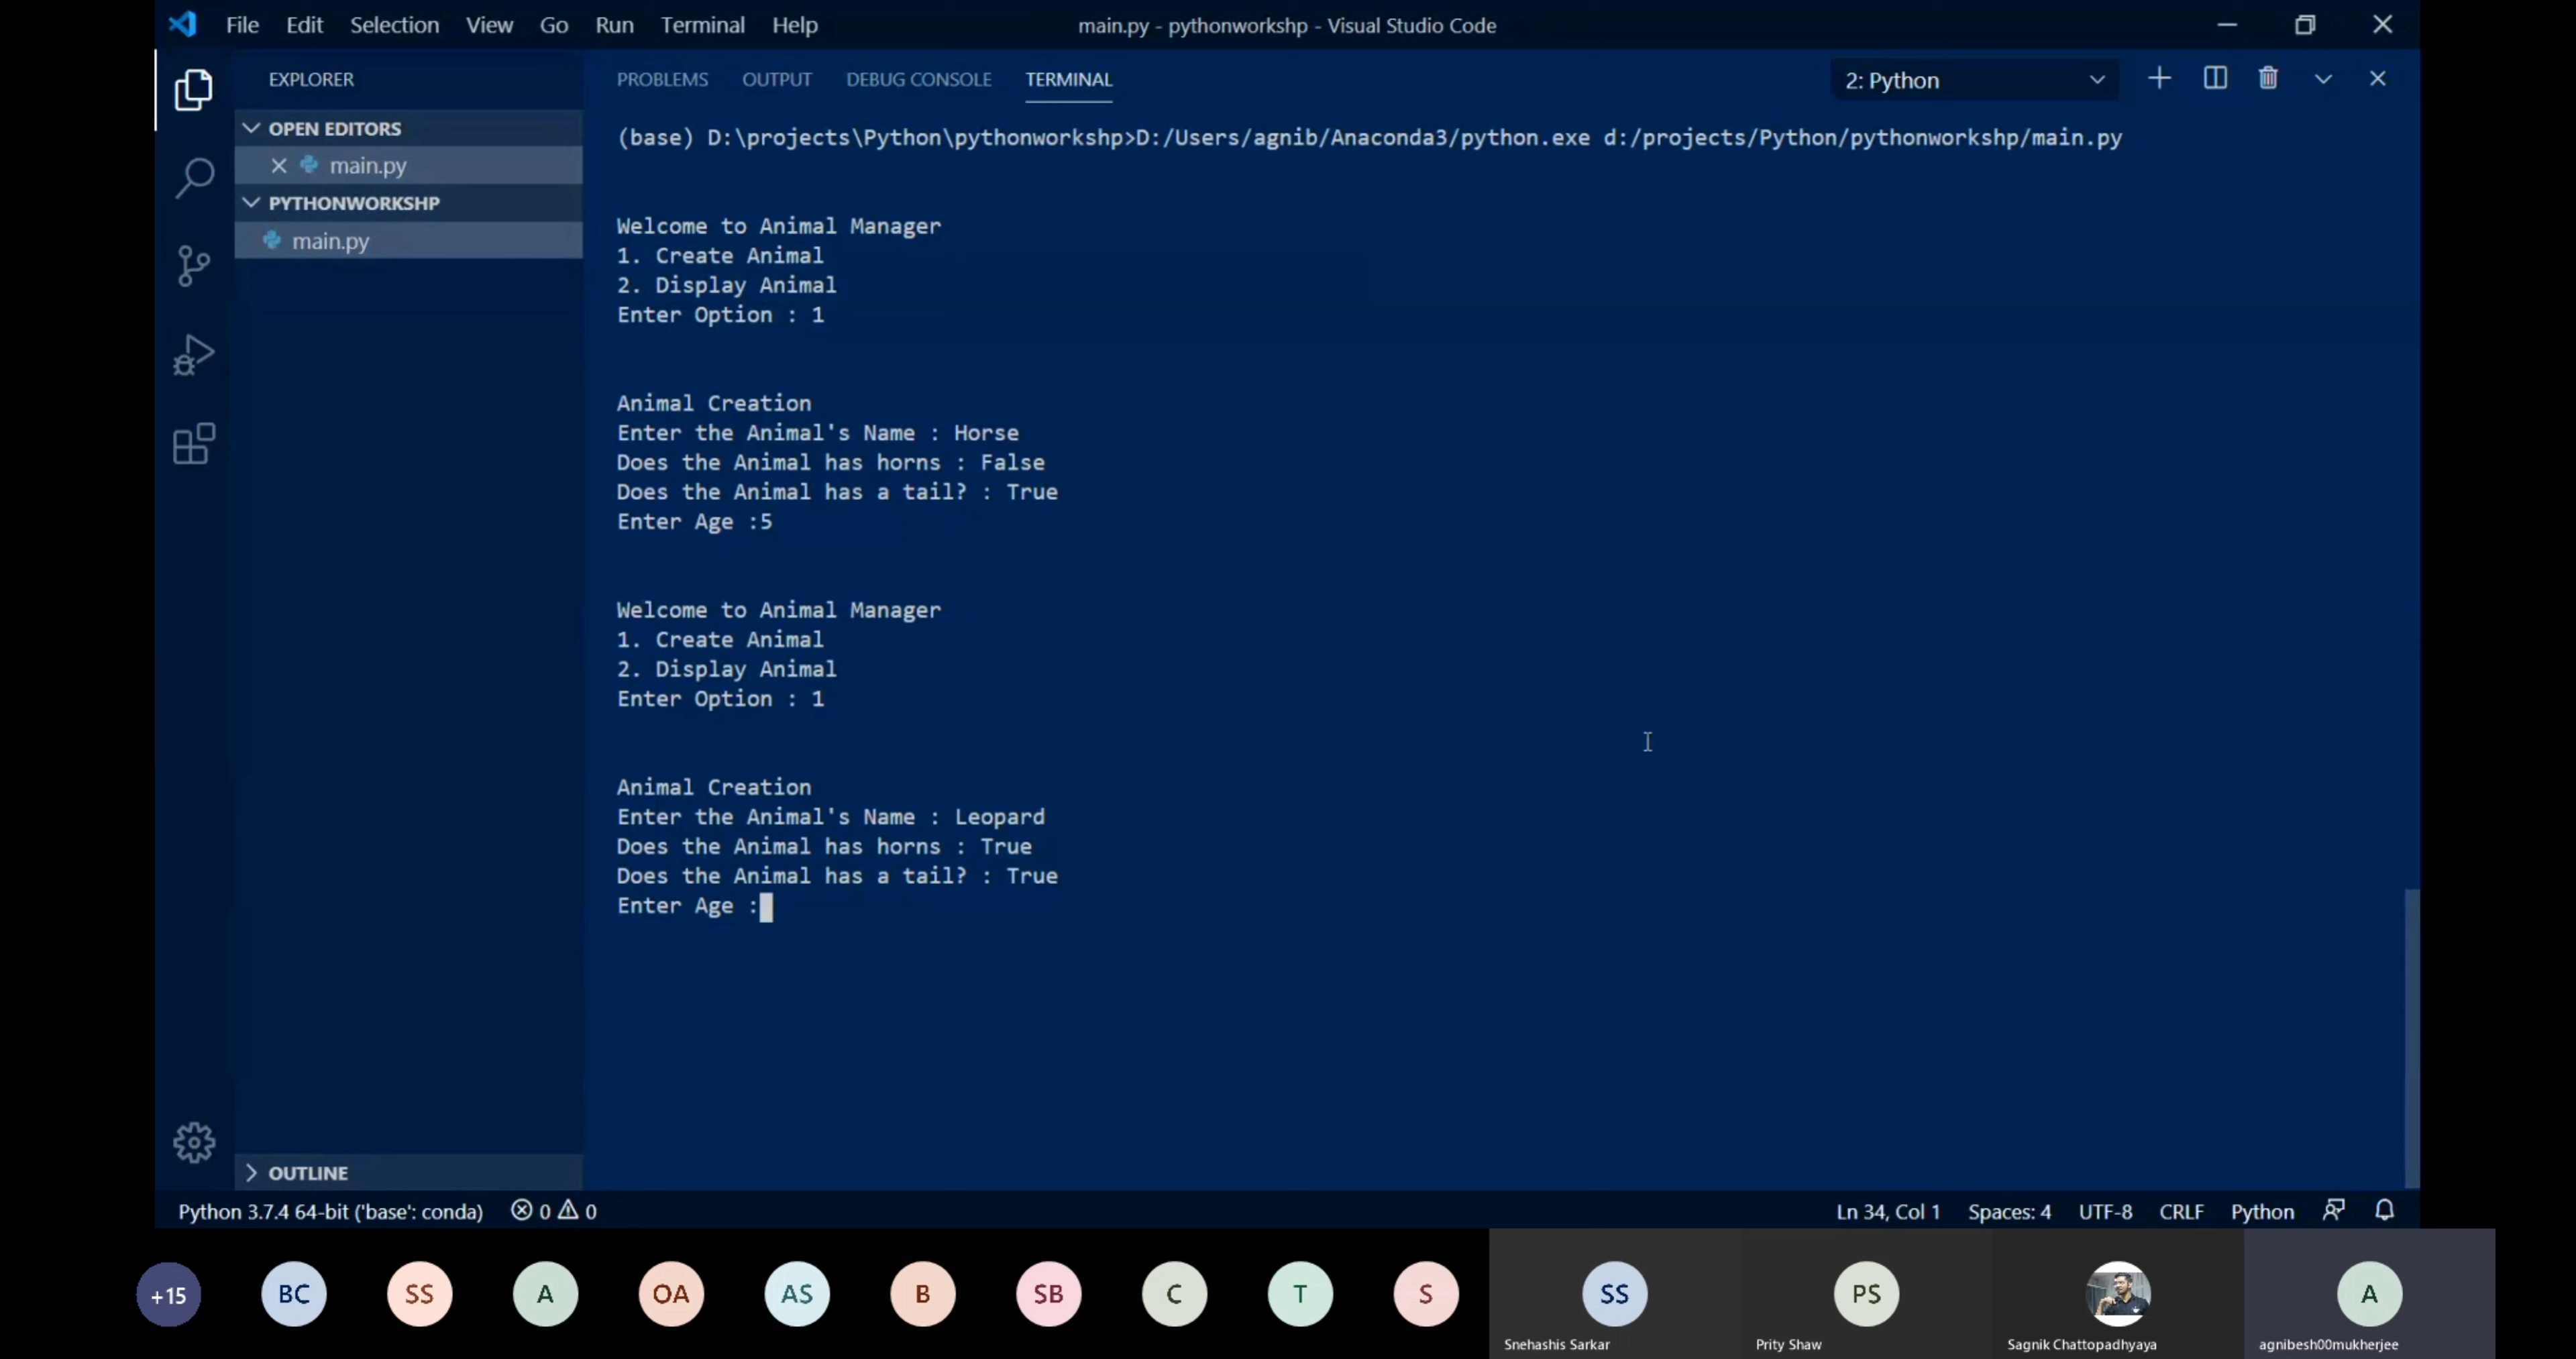 File Edit Selection View Go Run Terminal Help main.py - pythonworkshp - Visual Studio Code
EXPLORER
OPEN EDITORS
main.py
PYTHONWORKSHP
main.py
OUTLINE
PROBLEMS OUTPUT DEBUG CONSOLE TERMINAL 2: Python
(base) D:\projects\Python\pythonworkshp>D:/Users/agnib/Anaconda3/python.exe d:/projects/Python/pythonworkshp/main.py
Welcome to Animal Manager
1. Create Animal
2. Display Animal
Enter Option : 1
Animal Creation
Enter the Animal's Name : Horse
Does the Animal has horns : False
Does the Animal has a tail? : True
Enter Age :5
Welcome to Animal Manager
1. Create Animal
2. Display Animal
Enter Option : 1
Animal Creation
Enter the Animal's Name : Leopard
Does the Animal has horns : True
Does the Animal has a tail? : True
Enter Age :
Python 3.7.4 64-bit ('base': conda) 0 0 Ln 34, Col 1 Spaces: 4 UTF-8 CRLF Python
+15 BC SS A OA AS B SB C T S SS PS A
Snehashis Sarkar Prity Shaw Sagnik Chattopadhyaya agnibesh00mukherjee